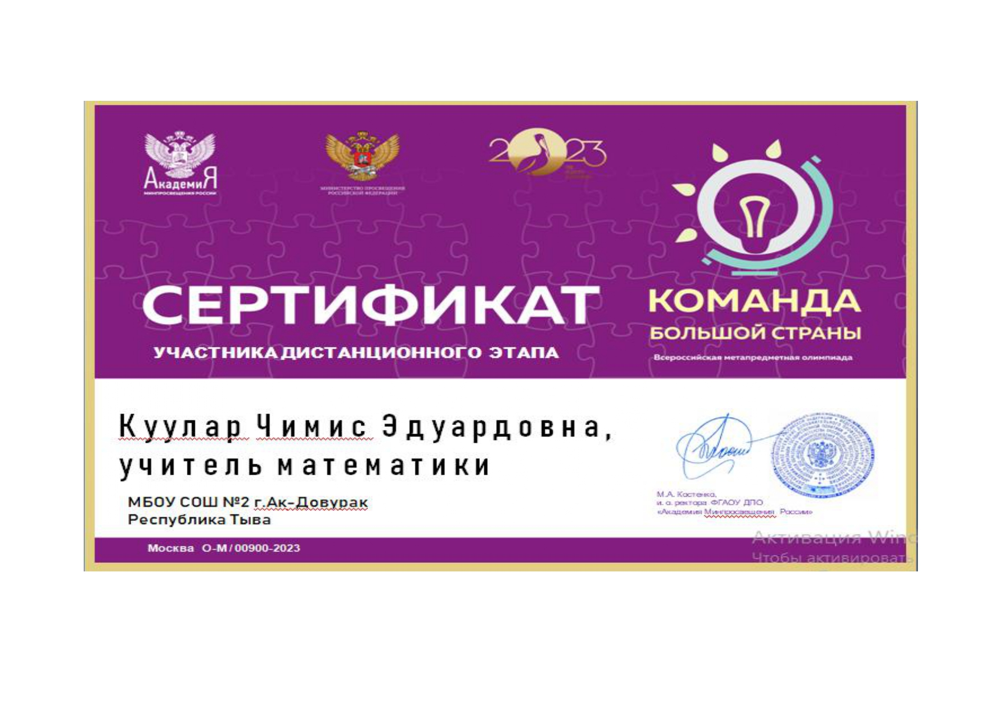 АкадемиЯ
МИНПРОСВЕЩЕНИЯ РОССИИ
МИНИСТЕРСТВО ПРОСВЕЩЕНИЯ
РОССИЙСКОЙ ФЕДЕРАЦИИ
2023
СЕРТИФИКАТ
УЧАСТНИКА ДИСТАНЦИОННОГО ЭТАПА
КОМАНДА
БОЛЬШОЙ СТРАНЫ
Всероссийская метапредметная олимпиада
Куулар Чимис Эдуардовна,
учитель математики
МБОУ СОШ №2 г.Ак-Довурак
Республика Тыва
М.А. Костенко,
и. о. ректора ФГАОУ ДПО
«Академия Минпросвещения России»
Москва О-М/00900-2023
Активация Wind
Чтобы активировать